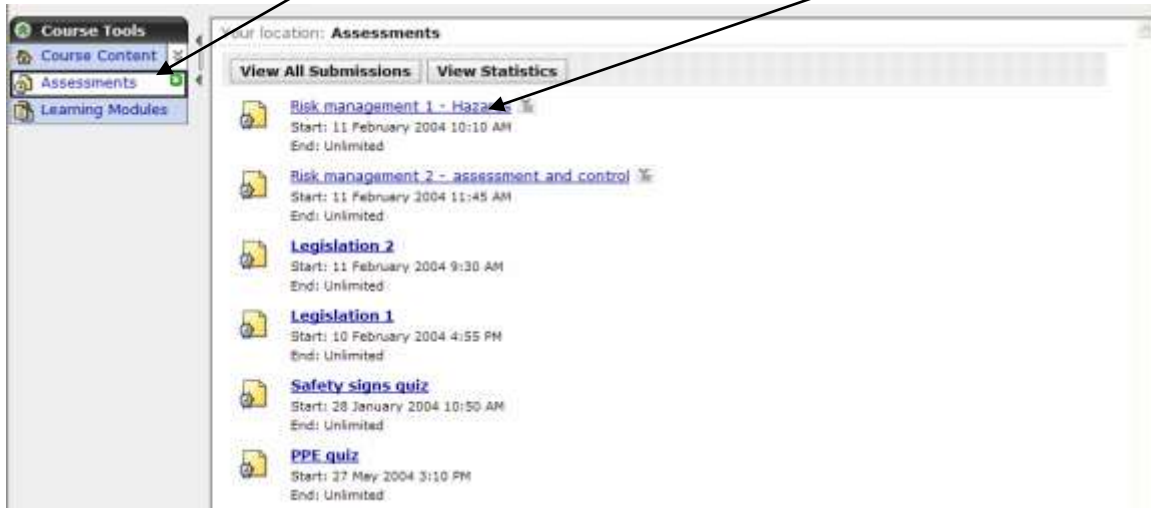 Course Tools
Course Content
Assessments
Learning Modules
Your location: Assessments
View All Submissions View Statistics
Risk management 1 - Hazards
Start: 11 February 2004 10:10 AM
End: Unlimited
Risk management 2 - assessment and control
Start: 11 February 2004 11:45 AM
End: Unlimited
Legislation 2
Start: 11 February 2004 9:30 AM
End: Unlimited
Legislation 1
Start: 10 February 2004 4:55 PM
End: Unlimited
Safety signs quiz
Start: 28 January 2004 10:50 AM
End: Unlimited
PPE quiz
Start: 27 May 2004 3:10 PM
End: Unlimited